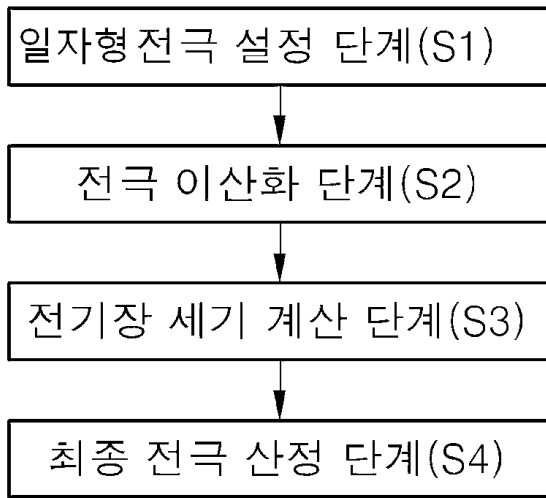 일자형전극 설정 단계(S1)
전극 이산화 단계(S2)
전기장 세기 계산 단계(S3)
최종 전극 산정 단계(S4)